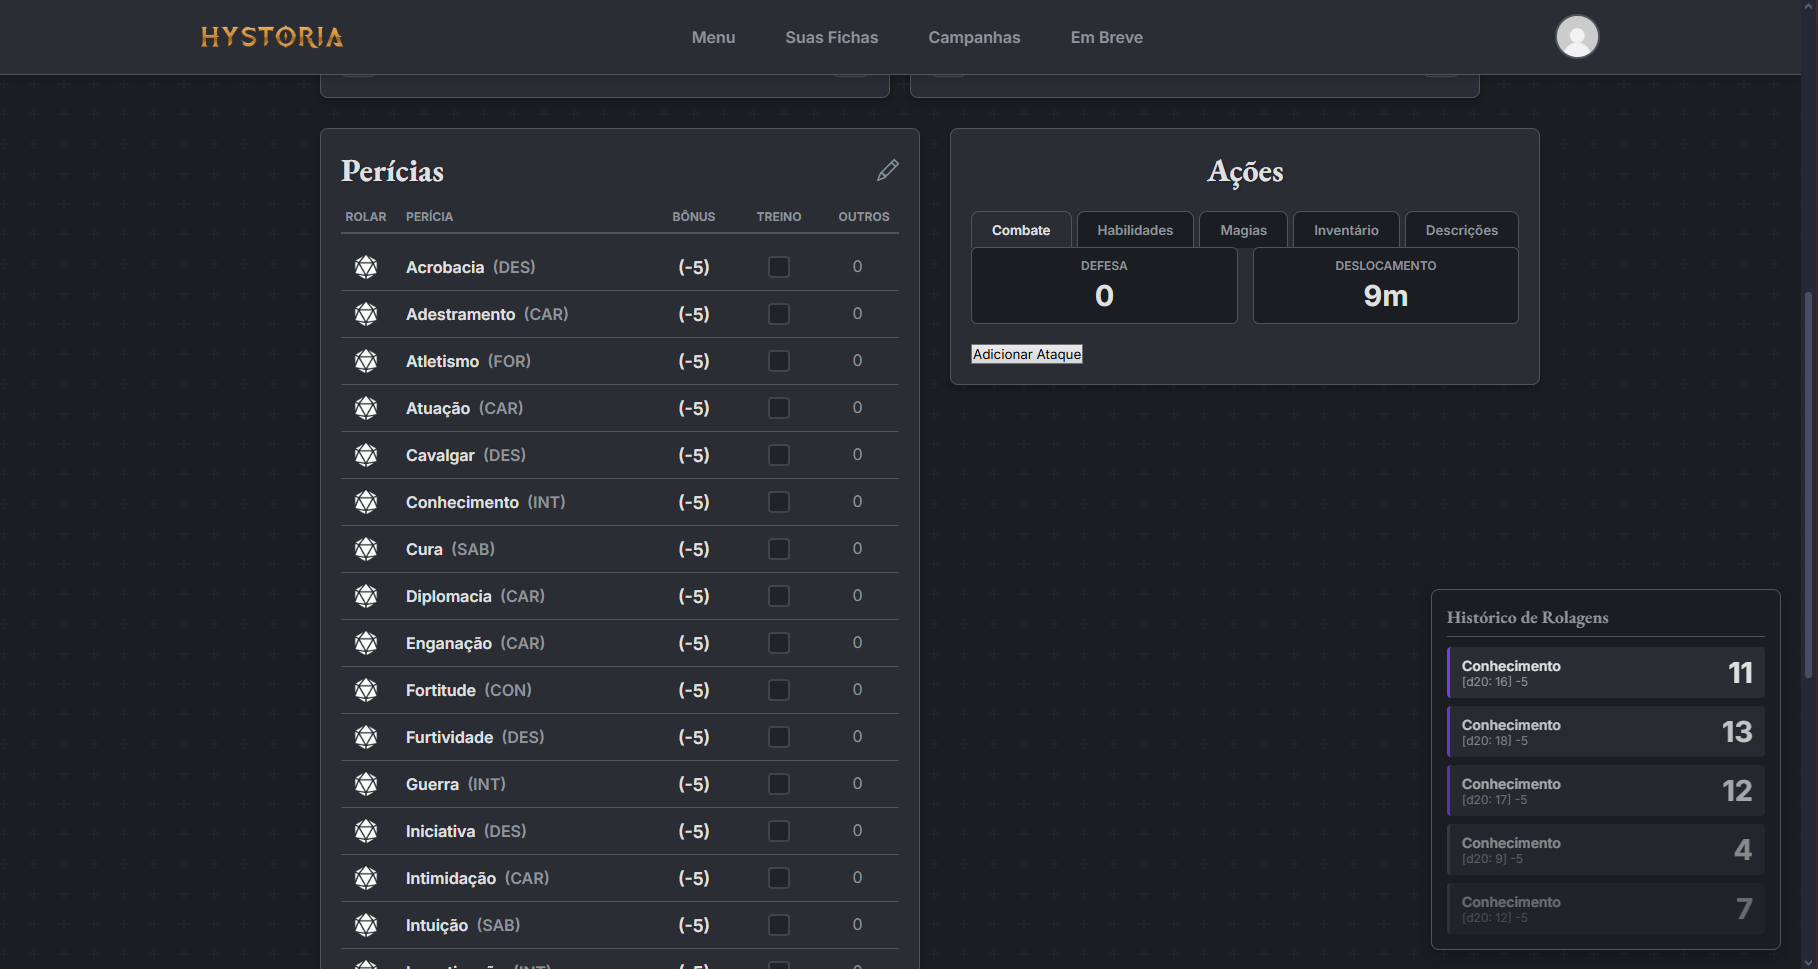 HYSTORIA
Menu Suas Fichas Campanhas Em Breve
Perícias
ROLAR PERÍCIA BÔNUS TREINO OUTROS
Acrobacia (DES) (-5) 0
Adestramento (CAR) (-5) 0
Atletismo (FOR) (-5) 0
Atuação (CAR) (-5) 0
Cavalgar (DES) (-5) 0
Conhecimento (INT) (-5) 0
Cura (SAB) (-5) 0
Diplomacia (CAR) (-5) 0
Enganação (CAR) (-5) 0
Fortitude (CON) (-5) 0
Furtividade (DES) (-5) 0
Guerra (INT) (-5) 0
Iniciativa (DES) (-5) 0
Intimidação (CAR) (-5) 0
Intuição (SAB) (-5) 0
Ações
Combate Habilidades Magias Inventário Descrições
DEFESA DESLOCAMENTO
0 9m
Adicionar Ataque
Histórico de Rolagens
Conhecimento 11
[d20: 16] -5
Conhecimento 13
[d20: 18] -5
Conhecimento 12
[d20: 17] -5
Conhecimento 4
[d20: 9] -5
Conhecimento 7
[d20: 12] -5